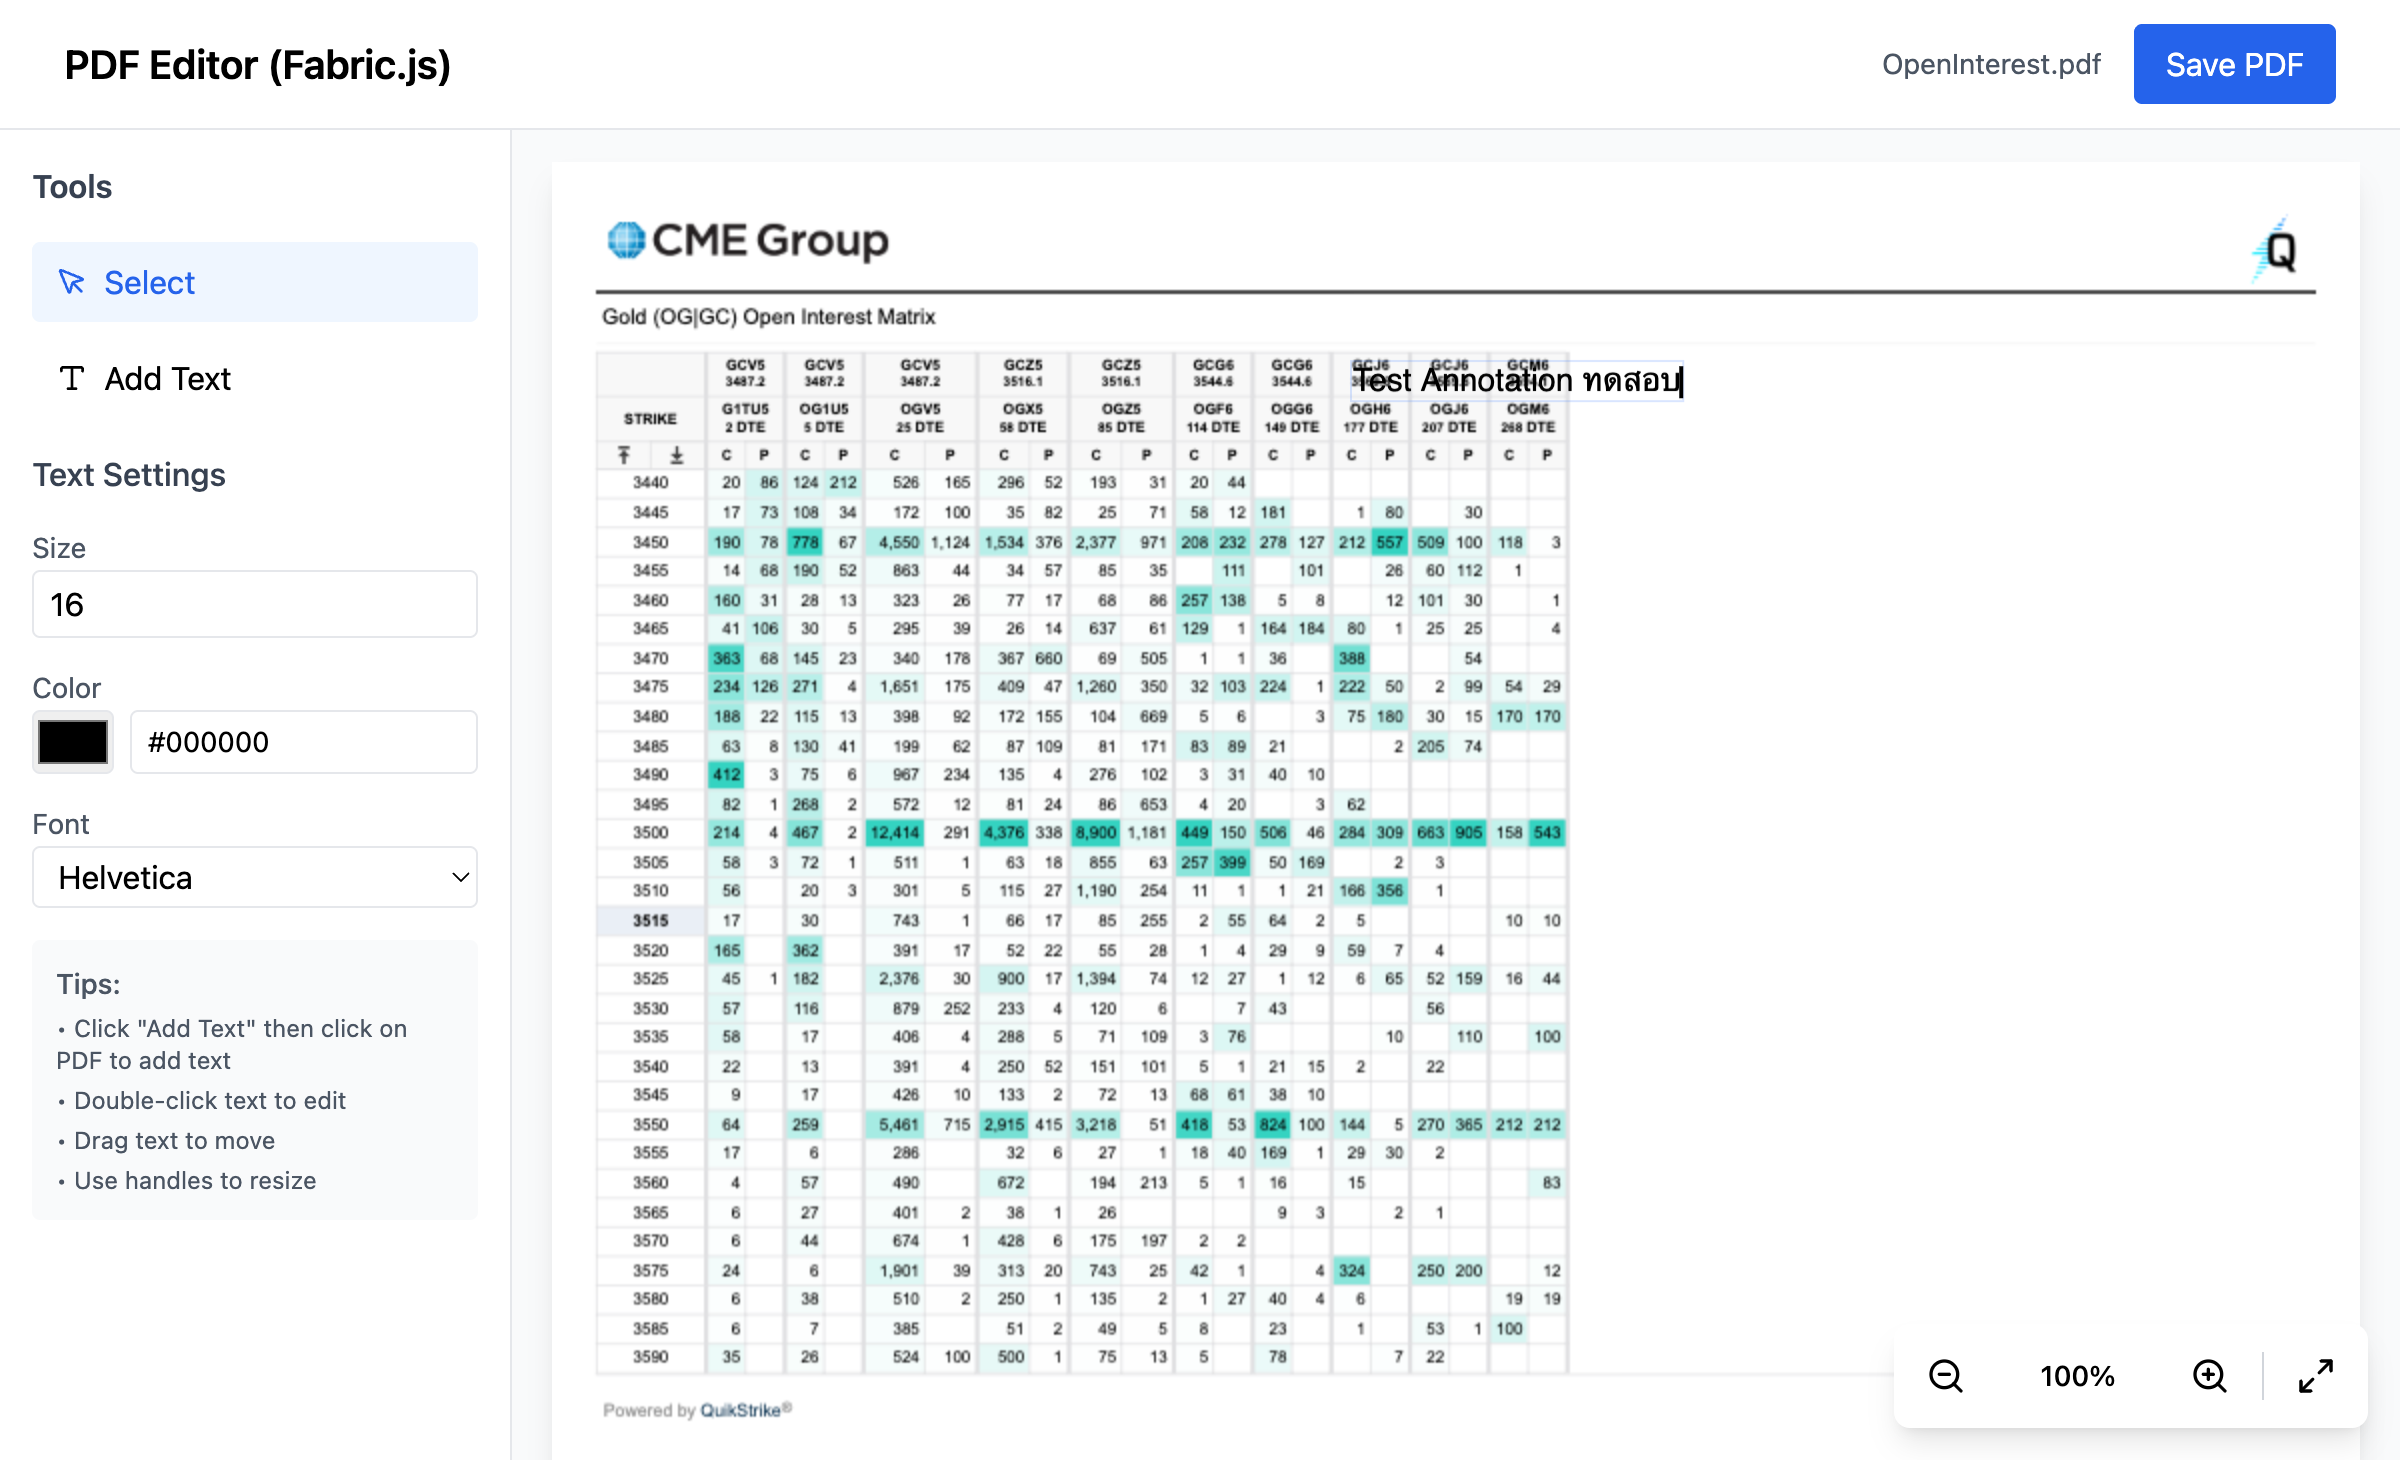 PDF Editor (Fabric.js)
OpenInterest.pdf
Save PDF
Tools
Select
Add Text
Text Settings
Size
16
Color
#000000
Font
Helvetica
Tips:
• Click "Add Text" then click on
PDF to add text
• Double-click text to edit
• Drag text to move
• Use handles to resize
CME Group
Q
Gold (OG|GC) Open Interest Matrix
GCV5 GCV5 GCV5 GCZ5 GCZ5 GCG6 GCG6 GCJ6 GCJ6 GCM6
3487.2 3487.2 3487.2 3516.1 3516.1 3544.6 3544.6
Test Annotation ทดสอบ
STRIKE
G1TU5 OG1U5 OGV5 OGX5 OGZ5 OGF6 OGG6 OGH6 OGJ6 OGM6
2 DTE 5 DTE 25 DTE 58 DTE 85 DTE 114 DTE 149 DTE 177 DTE 207 DTE 268 DTE
C P C P C P C P C P C P C P C P C P C P
3440 20 86 124 212 526 165 296 52 193 31 20 44
3445 17 73 108 34 172 100 35 82 25 71 58 12 181 1 80 30
3450 190 78 778 67 4,550 1,124 1,534 376 2,377 971 208 232 278 127 212 557 509 100 118 3
3455 14 68 190 52 863 44 34 57 85 35 111 101 26 60 112 1
3460 160 31 28 13 323 26 77 17 68 86 257 138 5 8 12 101 30 1
3465 41 106 30 5 295 39 26 14 637 61 129 1 164 184 80 1 25 25 4
3470 363 68 145 23 340 178 367 660 69 505 1 1 36 388 54
3475 234 126 271 4 1,651 175 409 47 1,260 350 32 103 224 1 222 50 2 99 54 29
3480 188 22 115 13 398 92 172 155 104 669 5 6 3 75 180 30 15 170 170
3485 63 8 130 41 199 62 87 109 81 171 83 89 21 2 205 74
3490 412 3 75 6 967 234 135 4 276 102 3 31 40 10
3495 82 1 268 2 572 12 81 24 86 653 4 20 3 62
3500 214 4 467 2 12,414 291 4,376 338 8,900 1,181 449 150 506 46 284 309 663 905 158 543
3505 58 3 72 1 511 1 63 18 855 63 257 399 50 169 2 3
3510 56 20 3 301 5 115 27 1,190 254 11 1 1 21 166 356 1
3515 17 30 743 1 66 17 85 255 2 55 64 2 5 10 10
3520 165 362 391 17 52 22 55 28 1 4 29 9 59 7 4
3525 45 1 182 2,376 30 900 17 1,394 74 12 27 1 12 6 65 52 159 16 44
3530 57 116 879 252 233 4 120 6 7 43 56
3535 58 17 406 4 288 5 71 109 3 76 10 110 100
3540 22 13 391 4 250 52 151 101 5 1 21 15 2 22
3545 9 17 426 10 133 2 72 13 68 61 38 10
3550 64 259 5,461 715 2,915 415 3,218 51 418 53 824 100 144 5 270 365 212 212
3555 17 6 286 32 6 27 1 18 40 169 1 29 30 2
3560 4 57 490 672 194 213 5 1 16 15 83
3565 6 27 401 2 38 1 26 9 3 2 1
3570 6 44 674 1 428 6 175 197 2 2
3575 24 6 1,901 39 313 20 743 25 42 1 4 324 250 200 12
3580 6 38 510 2 250 1 135 2 1 27 40 4 6 19 19
3585 6 7 385 51 2 49 5 8 23 1 53 1 100
3590 35 26 524 100 500 1 75 13 5 78 7 22
Powered by QuikStrike®
100%